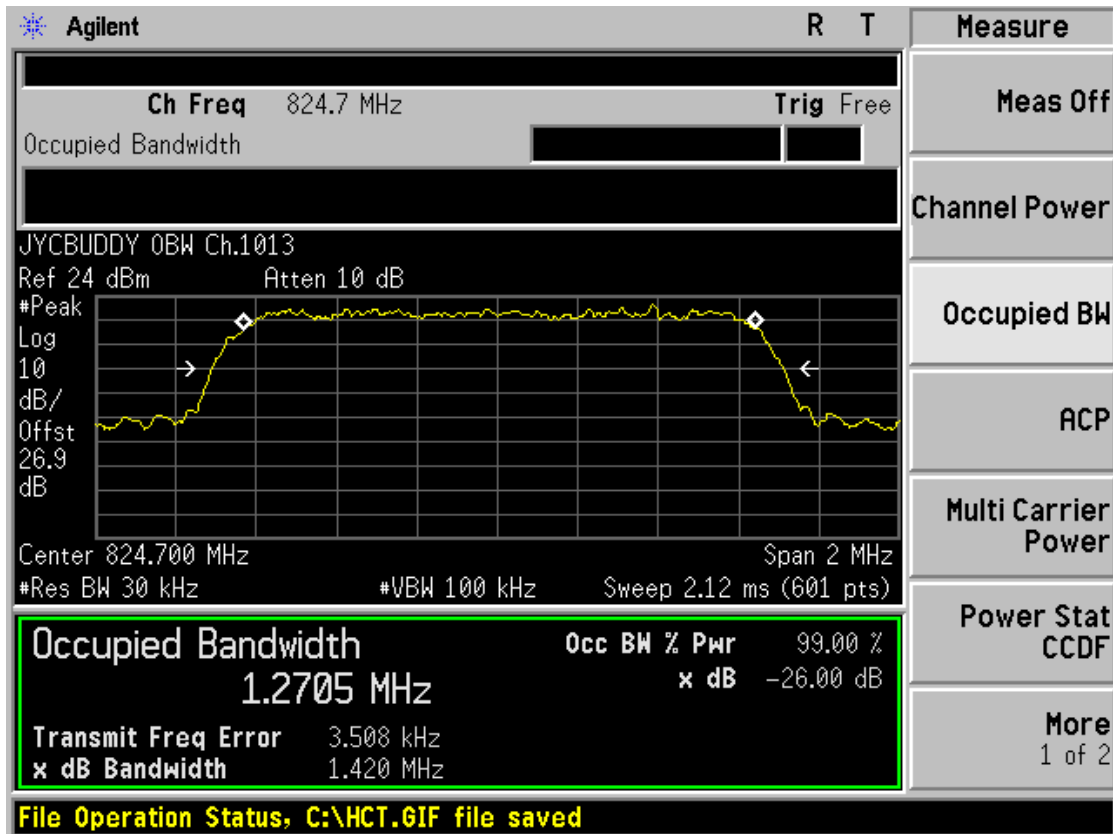 Agilent R T
Ch Freq 824.7 MHz Trig Free
Occupied Bandwidth
JYCBUDDY OBW Ch.1013
Ref 24 dBm Atten 10 dB
#Peak
Log
10
dB/
Offst
26.9
dB
Center 824.700 MHz Span 2 MHz
#Res BW 30 kHz #VBW 100 kHz Sweep 2.12 ms (601 pts)
Occupied Bandwidth Occ BW % Pwr 99.00 %
1.2705 MHz x dB -26.00 dB
Transmit Freq Error 3.508 kHz
x dB Bandwidth 1.420 MHz
File Operation Status, C:\HCT.GIF file saved
Measure
Meas Off
Channel Power
Occupied BW
ACP
Multi Carrier
Power
Power Stat
CCDF
More
1 of 2